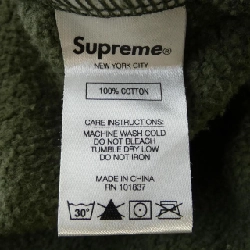 Supreme®
NEW YORK CITY
100% COTTON
CARE INSTRUCTIONS:
MACHINE WASH COLD
DO NOT BLEACH
TUMBLE DRY LOW
DO NOT IRON
MADE IN CHINA
RN 101837
30°